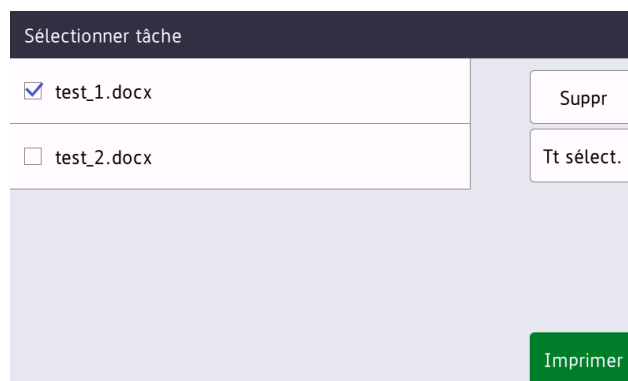 Sélectionner tâche
test_1.docx
Suppr
test_2.docx
Tt sélect.
Imprimer